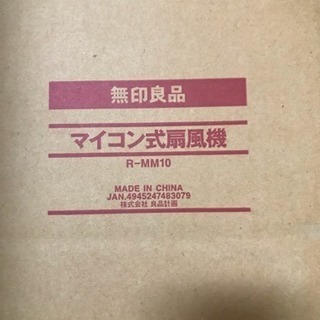 無印良品
マイコン式扇風機
R-MM10
MADE IN CHINA
JAN.4945247483079
株式会社 良品計画